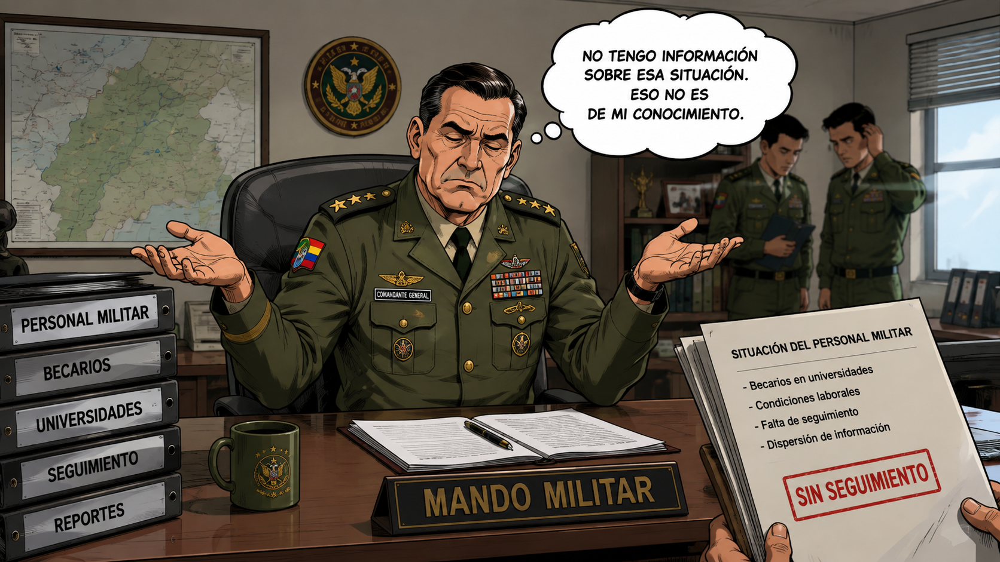 NO TENGO INFORMACIÓN
SOBRE ESA SITUACIÓN.
ESO NO ES
DE MI CONOCIMIENTO.
COMANDANTE GENERAL
PERSONAL MILITAR
BECARIOS
UNIVERSIDADES
SEGUIMIENTO
REPORTES
MANDO MILITAR
SITUACIÓN DEL PERSONAL MILITAR
- Becarios en universidades
- Condiciones laborales
- Falta de seguimiento
- Dispersión de información
SIN SEGUIMIENTO